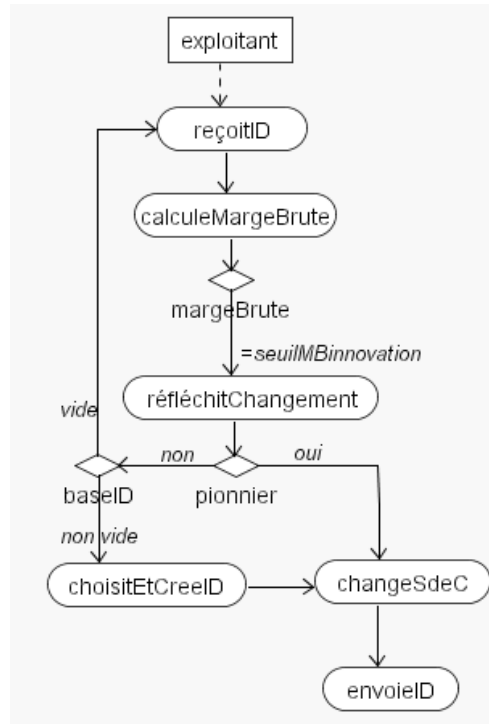 exploitant
reçoitID
calculeMargeBrute
margeBrute
=seuilMBinnovation
réfléchitChangement
vide
non
oui
baseID
pionnier
non vide
choisitEtCreeID
changeSdeC
envoieID